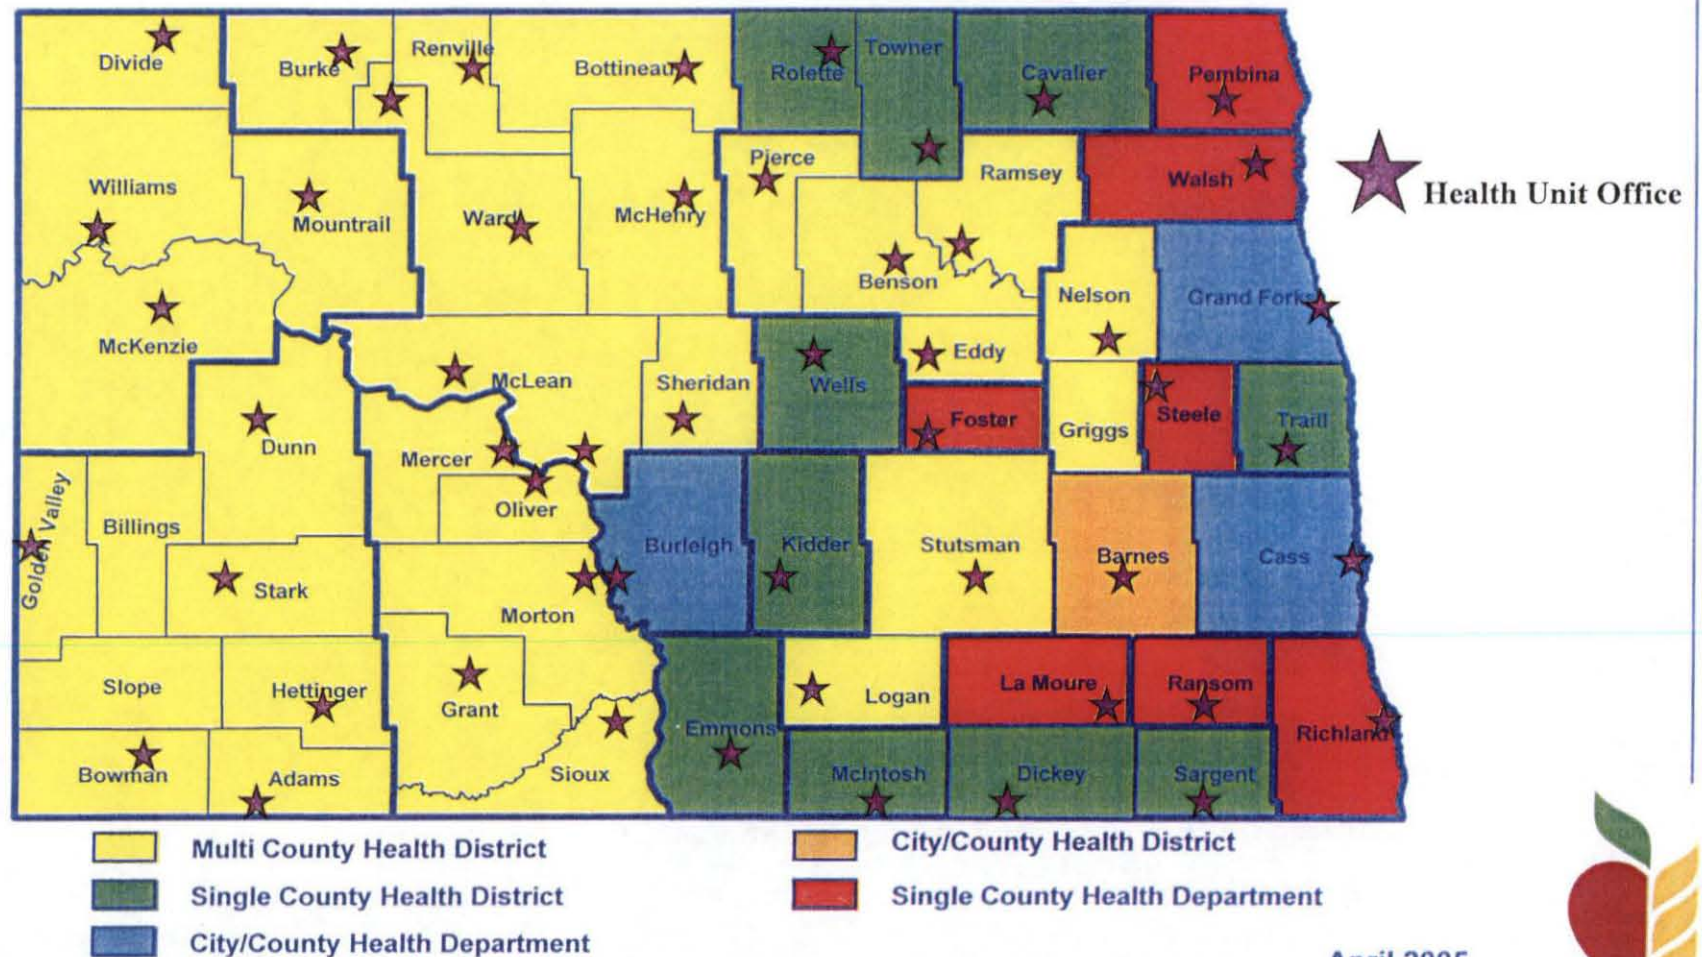 Divide
Burke
Renville
Bottineau
Rolette
Towner
Cavalier
Pembina
Williams
Mountrail
Ward
McHenry
Pierce
Ramsey
Walsh
Health Unit Office
Benson
Nelson
Grand Forks
McKenzie
McLean
Sheridan
Wells
Eddy
Foster
Griggs
Steele
Traill
Dunn
Mercer
Oliver
Golden Valley
Billings
Stark
Morton
Burleigh
Kidder
Stutsman
Barnes
Cass
Slope
Hettinger
Grant
Sioux
Emmons
Logan
La Moure
Ransom
Richland
Bowman
Adams
McIntosh
Dickey
Sargent
Multi County Health District
Single County Health District
City/County Health Department
City/County Health District
Single County Health Department
April 2005